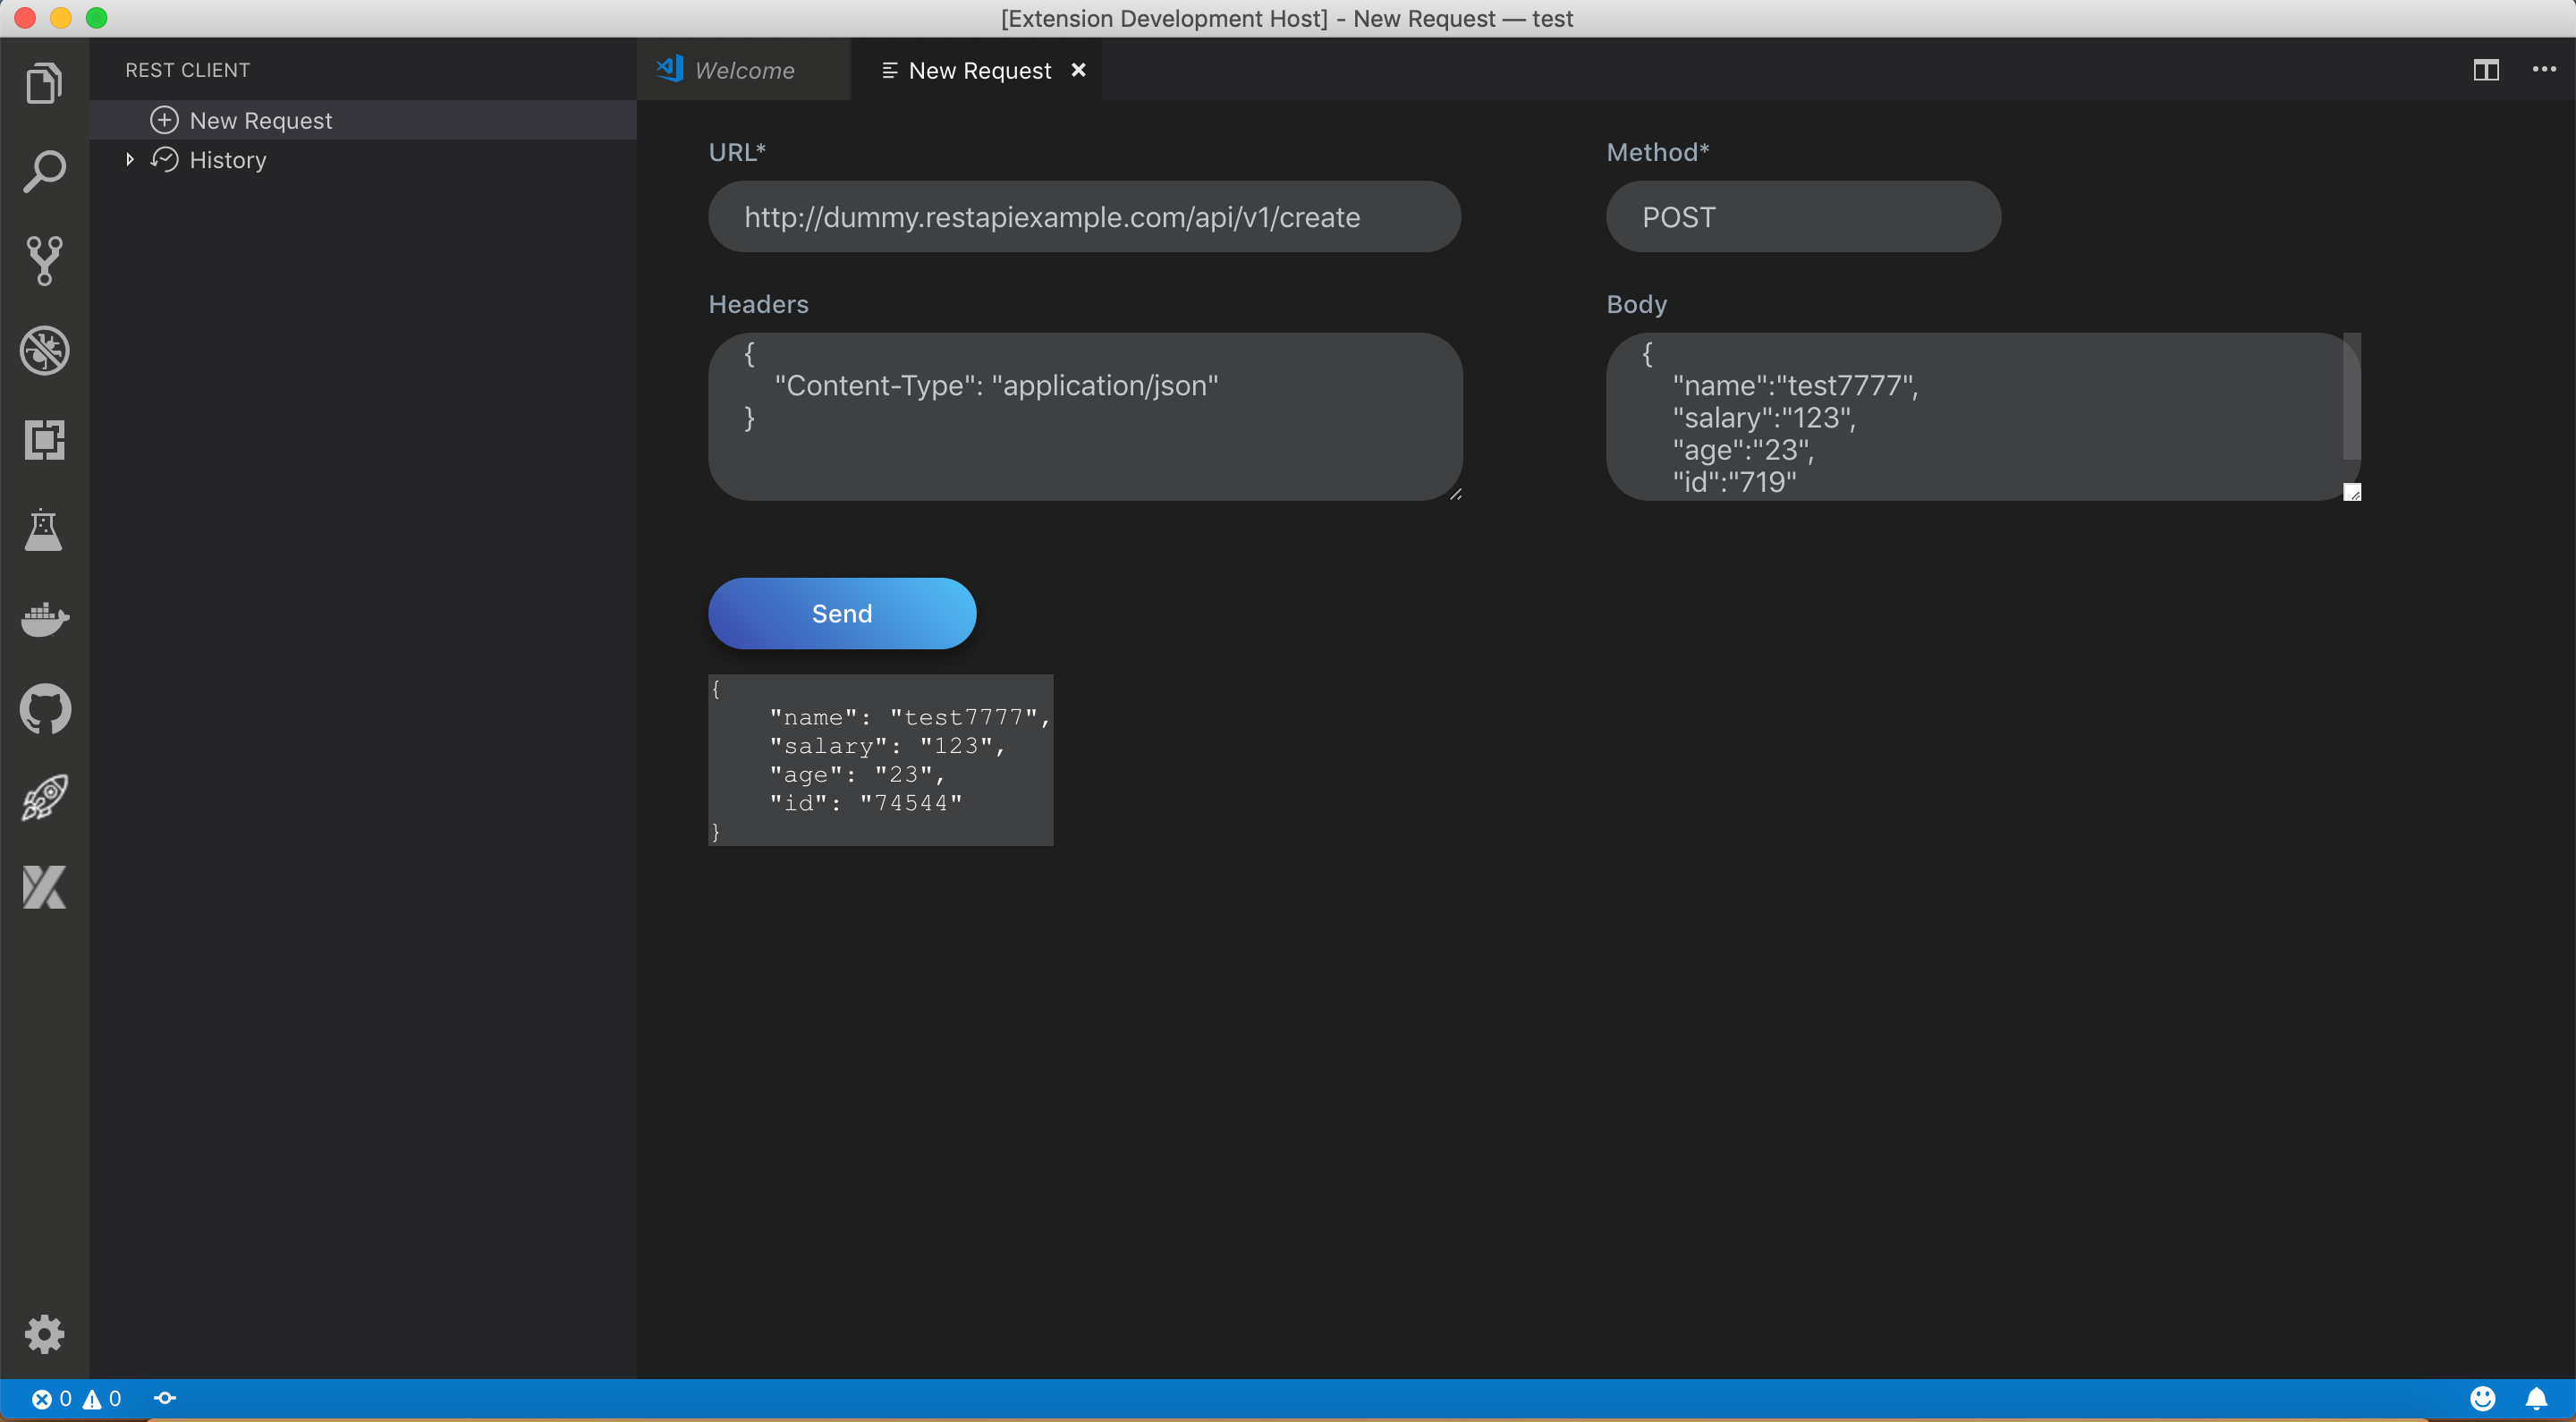 [Extension Development Host] - New Request — test
REST CLIENT
New Request
History
Welcome
New Request
URL*
http://dummy.restapiexample.com/api/v1/create
Method*
POST
Headers
{
"Content-Type": "application/json"
}
Body
{
"name":"test7777",
"salary":"123",
"age":"23",
"id":"719"
Send
{
"name": "test7777",
"salary": "123",
"age": "23",
"id": "74544"
}
0 0